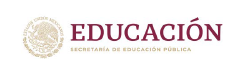 EDUCACIÓN
SECRETARÍA DE EDUCACIÓN PÚBLICA